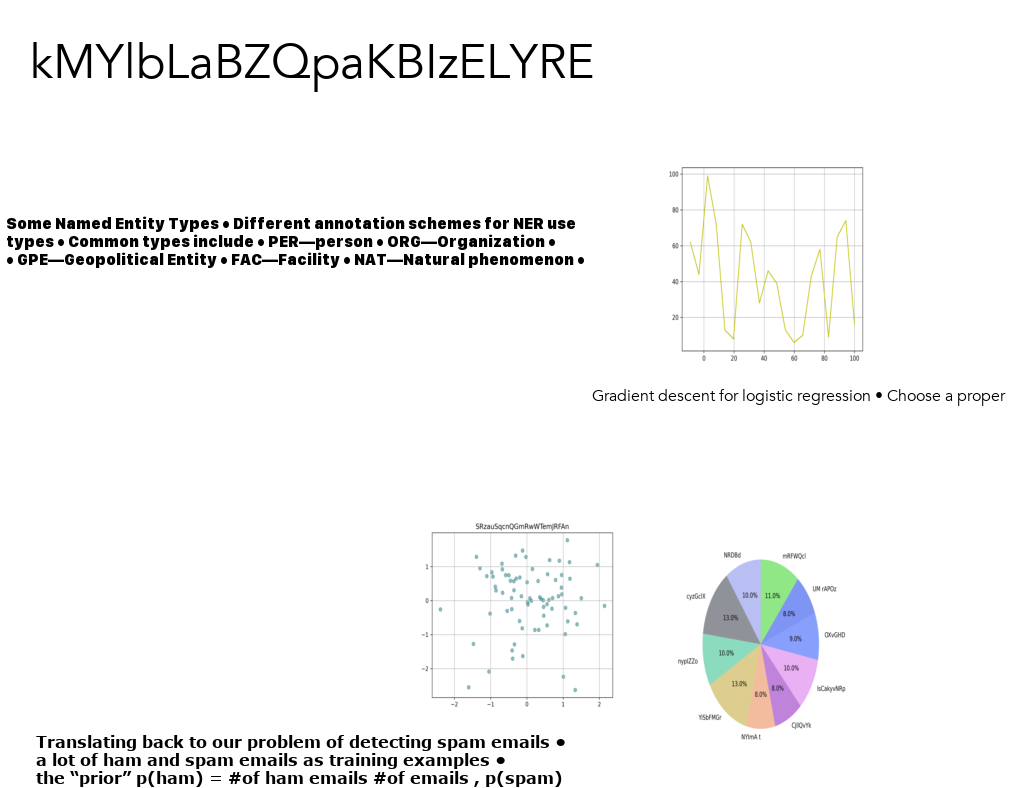 kMYlbLaBZQpaKBIzELYRE
Some Named Entity Types • Different annotation schemes for NER use
types • Common types include • PER—person • ORG—Organization •
• GPE—Geopolitical Entity • FAC—Facility • NAT—Natural phenomenon •
100
80
60
40
20
0 20 40 60 80 100
Gradient descent for logistic regression • Choose a proper
SRzauSqcnQGmRwWTemJRFAn
1
0
−1
−2
−2 −1 0 1 2
NRDBd mRFWQcl
cyzGclX UM rAPOz
10.0% 11.0%
8.0%
13.0%
9.0% OXvGHD
nyplZZo 10.0%
10.0%
IsCakyvNRp
13.0% 8.0% 8.0%
YlSbFMGr CJlQvYk
NYlmA t
Translating back to our problem of detecting spam emails •
a lot of ham and spam emails as training examples •
the “prior” p(ham) = #of ham emails #of emails , p(spam)